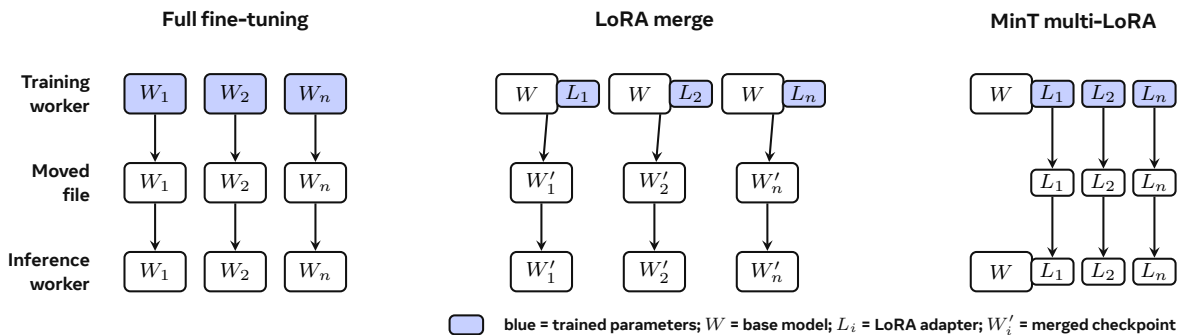 Full fine-tuning LoRA merge MinT multi-LoRA
Training
worker
W₁ W₂ Wₙ W L₁ W L₂ W Lₙ W L₁ L₂ Lₙ
Moved
file
W₁ W₂ Wₙ W′₁ W′₂ W′ₙ L₁ L₂ Lₙ
Inference
worker
W₁ W₂ Wₙ W′₁ W′₂ W′ₙ W L₁ L₂ Lₙ
blue = trained parameters; W = base model; Lᵢ = LoRA adapter; W′ᵢ = merged checkpoint